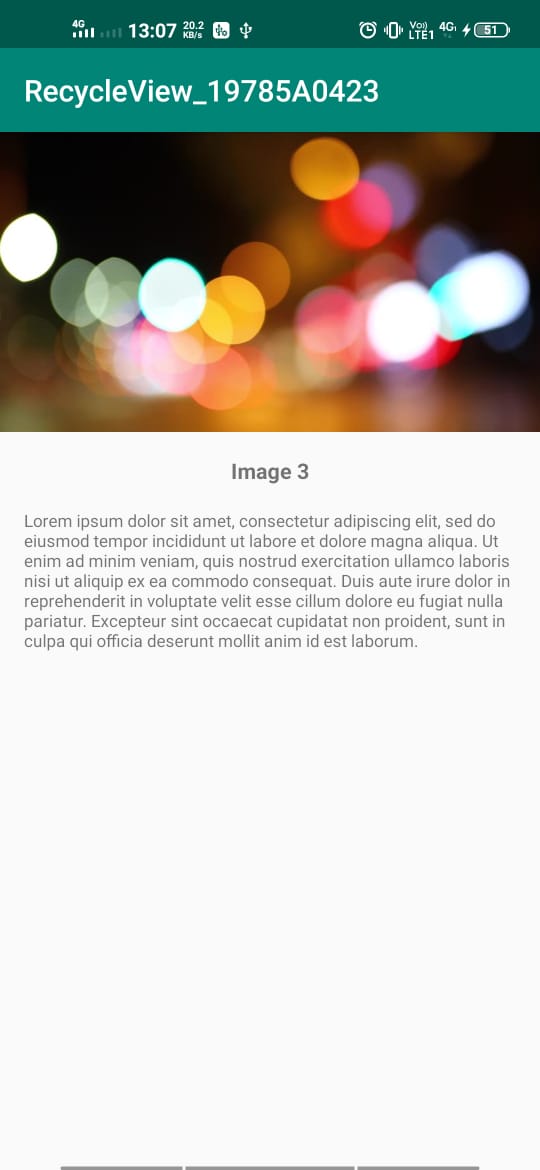 4G 13:07 20.2 KB/s Vo)) LTE1 4G 51
RecycleView_19785A0423
Image 3
Lorem ipsum dolor sit amet, consectetur adipiscing elit, sed do
eiusmod tempor incididunt ut labore et dolore magna aliqua. Ut
enim ad minim veniam, quis nostrud exercitation ullamco laboris
nisi ut aliquip ex ea commodo consequat. Duis aute irure dolor in
reprehenderit in voluptate velit esse cillum dolore eu fugiat nulla
pariatur. Excepteur sint occaecat cupidatat non proident, sunt in
culpa qui officia deserunt mollit anim id est laborum.